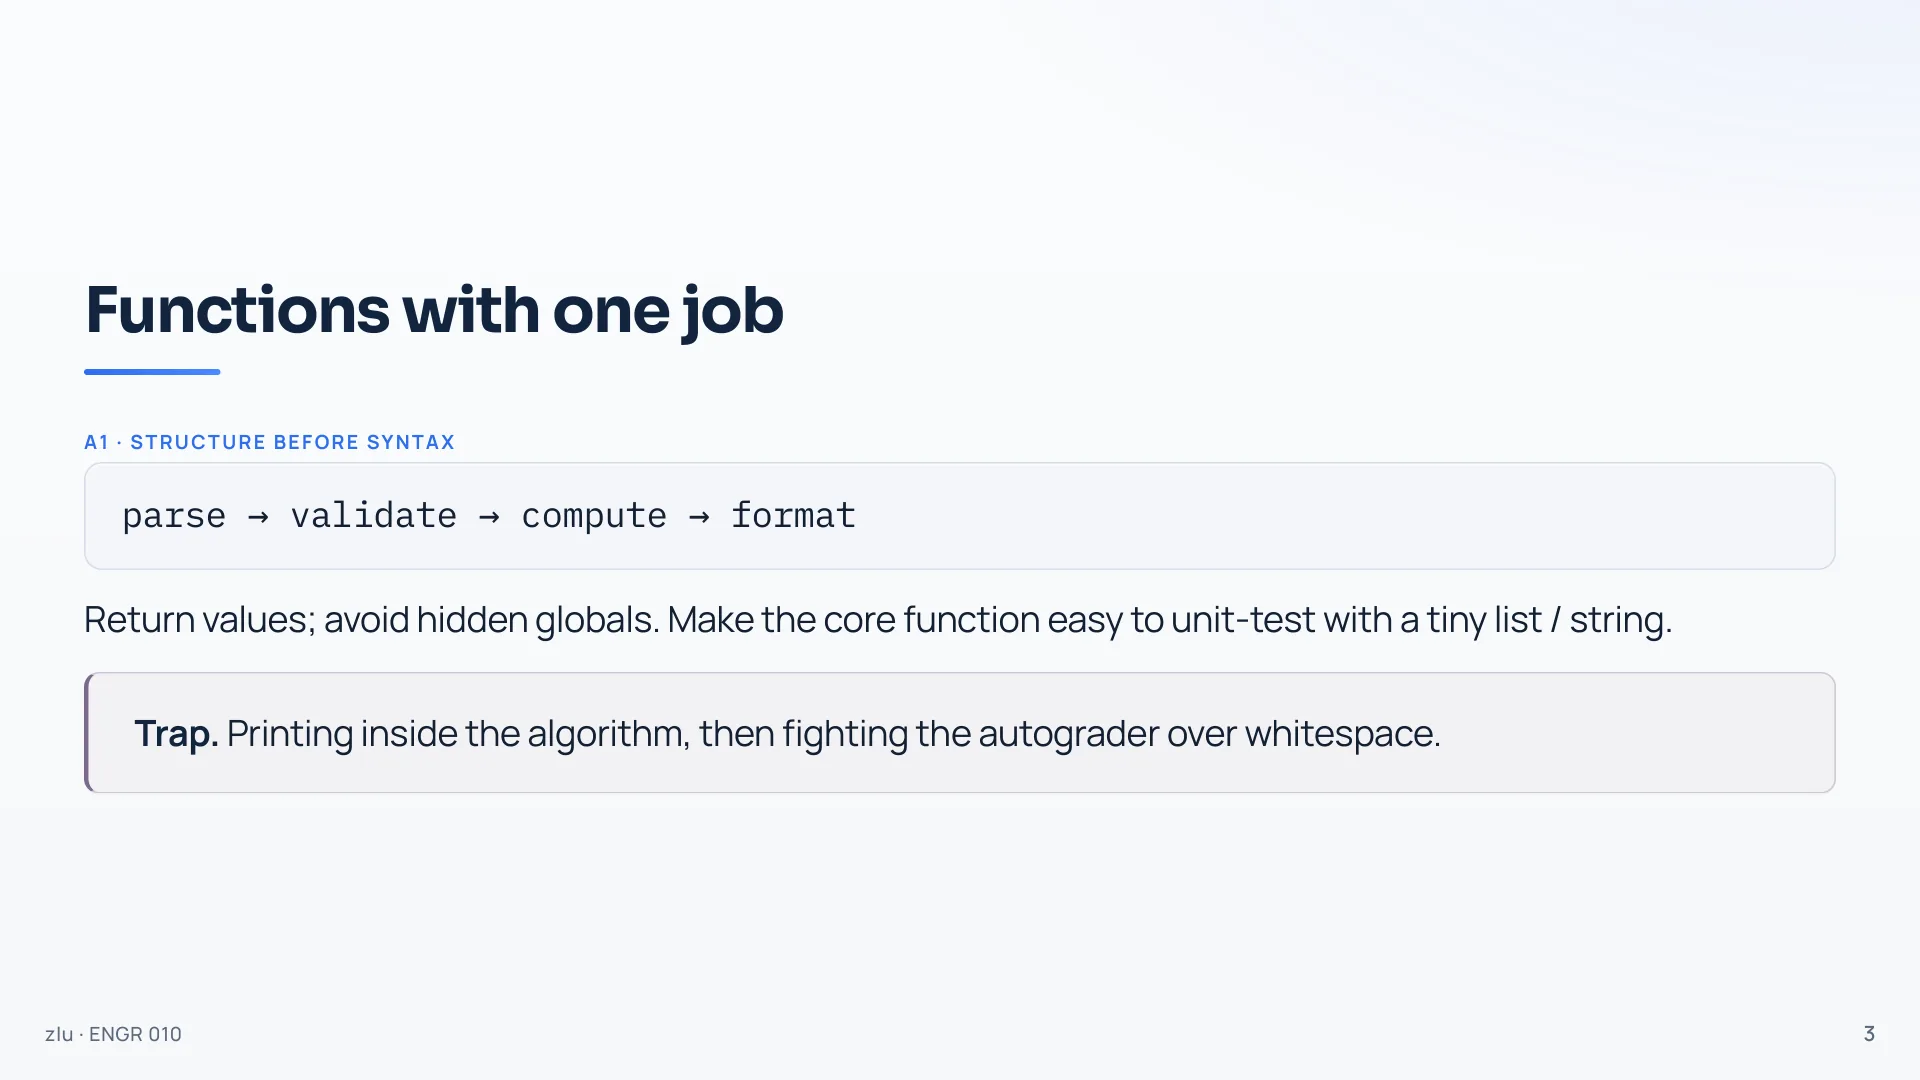 Functions with one job
A1 · STRUCTURE BEFORE SYNTAX
parse → validate → compute → format
Return values; avoid hidden globals. Make the core function easy to unit-test with a tiny list / string.
Trap. Printing inside the algorithm, then fighting the autograder over whitespace.
zlu · ENGR 010
3